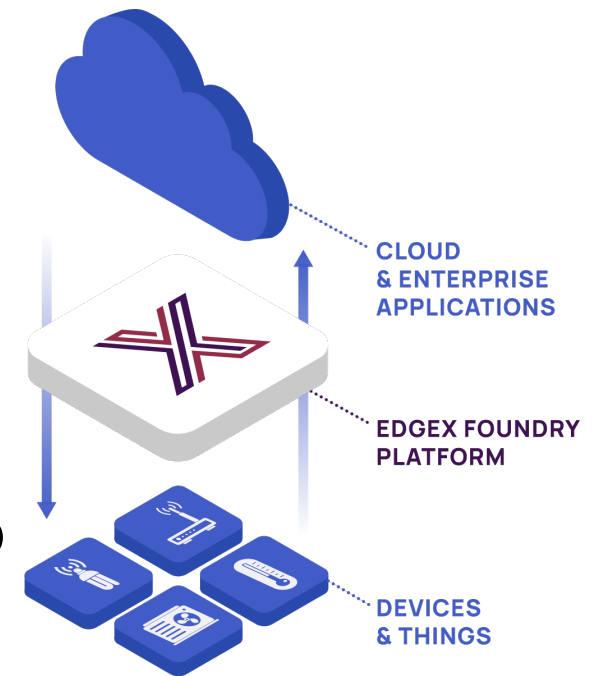 CLOUD
& ENTERPRISE
APPLICATIONS
EDGEX FOUNDRY
PLATFORM
DEVICES
& THINGS